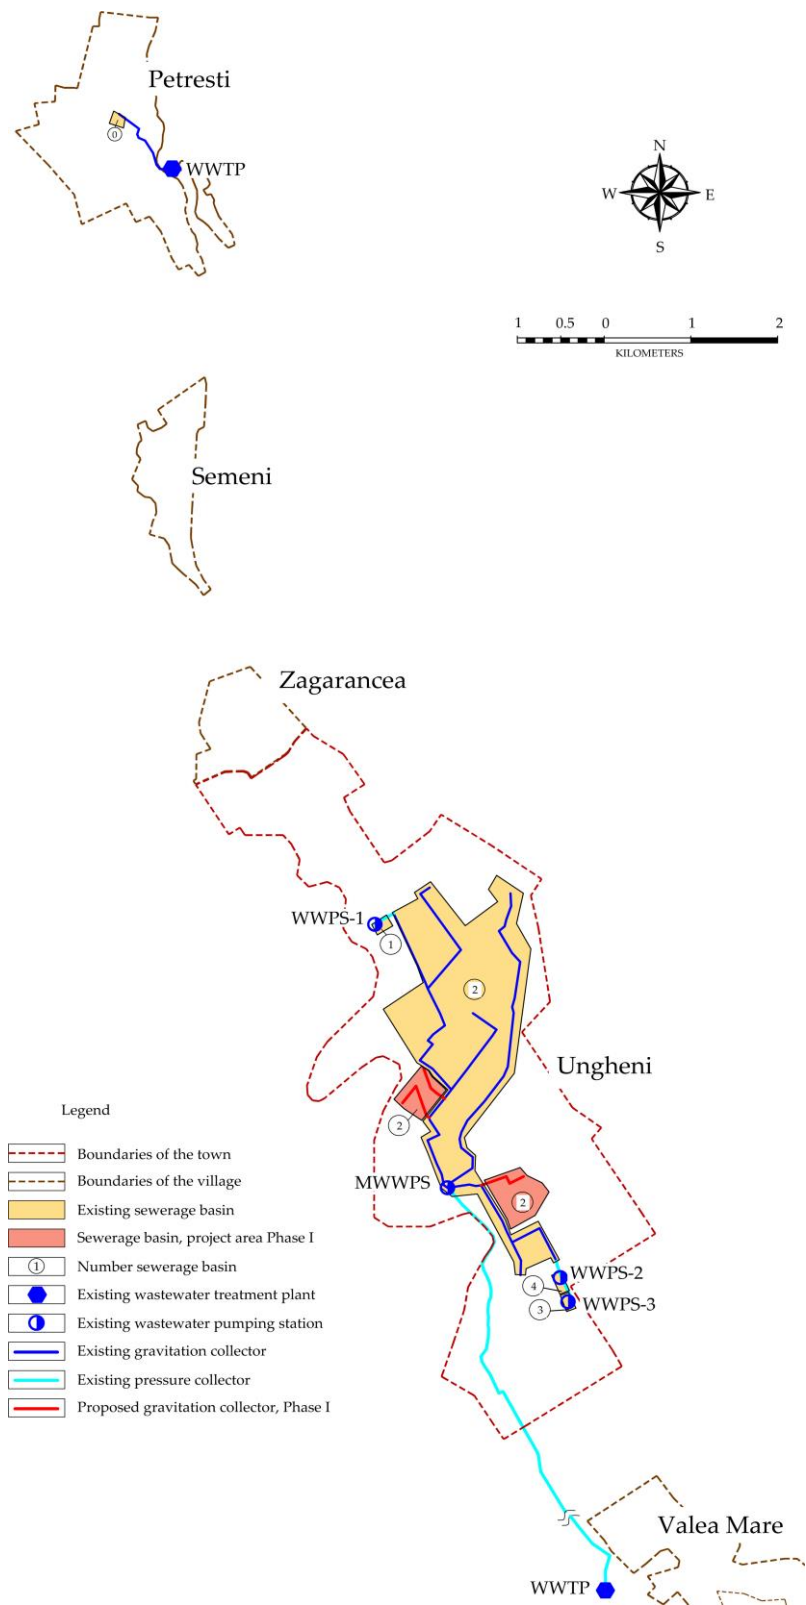 Petresti
0
WWTP
N
W
E
S
1 0.5 0 1 2
KILOMETERS
Semeni
Zagarancea
WWPS-1
1
2
Ungheni
2
MWWPS
2
WWPS-2
4
WWPS-3
3
Legend
Boundaries of the town
Boundaries of the village
Existing sewerage basin
Sewerage basin, project area Phase I
1 Number sewerage basin
Existing wastewater treatment plant
Existing wastewater pumping station
Existing gravitation collector
Existing pressure collector
Proposed gravitation collector, Phase I
Valea Mare
WWTP